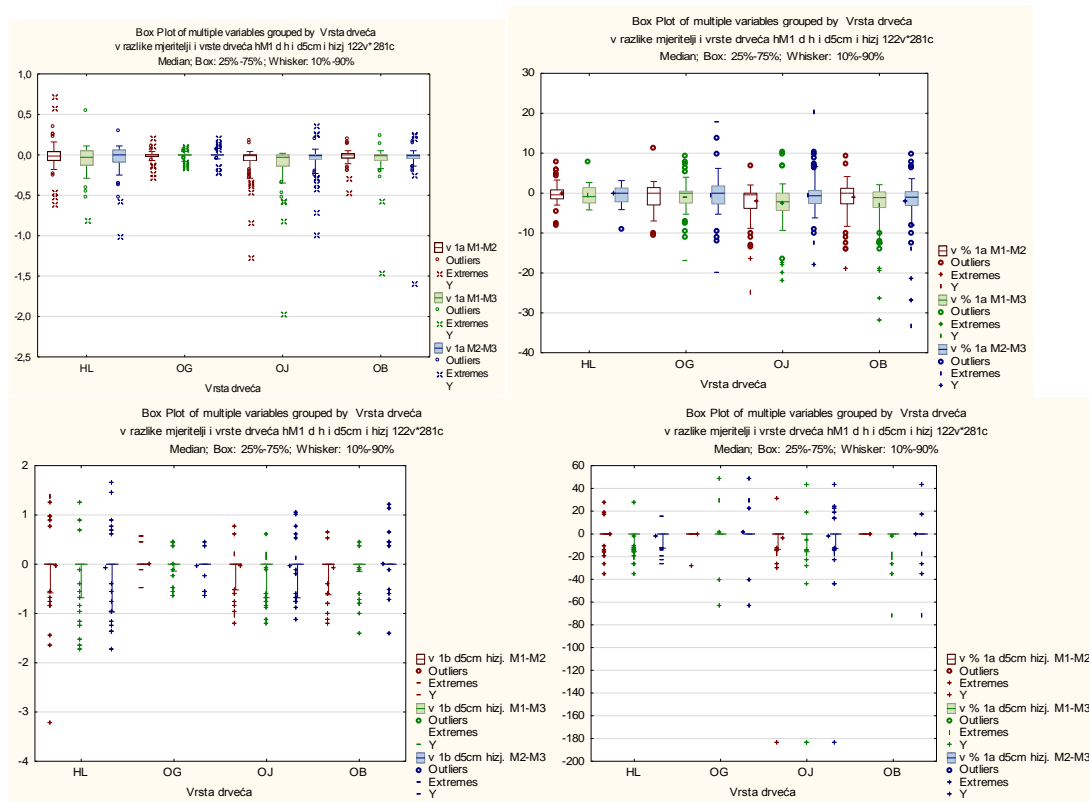 Box Plot of multiple variables grouped by Vrsta drveća
v razlike mjeritelji i vrste drveća hM1 d h i d5cm i hizj 122v*281c
Median; Box: 25%-75%; Whisker: 10%-90%
1,0
0,5
0,0
-0,5
-1,0
-1,5
-2,0
-2,5
HL OG OJ OB
Vrsta drveća
v 1a M1-M2
Outliers
Extremes
Y
v 1a M1-M3
Outliers
Extremes
Y
v 1a M2-M3
Outliers
Extremes
Y
Box Plot of multiple variables grouped by Vrsta drveća
v razlike mjeritelji i vrste drveća hM1 d h i d5cm i hizj 122v*281c
Median; Box: 25%-75%; Whisker: 10%-90%
30
20
10
0
-10
-20
-30
-40
HL OG OJ OB
Vrsta drveća
v % 1a M1-M2
Outliers
Extremes
Y
v % 1a M1-M3
Outliers
Extremes
Y
v % 1a M2-M3
Outliers
Extremes
Y
Box Plot of multiple variables grouped by Vrsta drveća
v razlike mjeritelji i vrste drveća hM1 d h i d5cm i hizj 122v*281c
Median; Box: 25%-75%; Whisker: 10%-90%
2
1
0
-1
-2
-3
-4
HL OG OJ OB
Vrsta drveća
v 1b d5cm hizj. M1-M2
Outliers
Extremes
Y
v 1b d5cm hizj. M1-M3
Outliers
Extremes
Y
v 1b d5cm hizj. M2-M3
Outliers
Extremes
Y
Box Plot of multiple variables grouped by Vrsta drveća
v razlike mjeritelji i vrste drveća hM1 d h i d5cm i hizj 122v*281c
Median; Box: 25%-75%; Whisker: 10%-90%
60
40
20
0
-20
-40
-60
-80
-100
-120
-140
-160
-180
-200
HL OG OJ OB
Vrsta drveća
v % 1a d5cm hizj. M1-M2
Outliers
Extremes
Y
v % 1a d5cm hizj. M1-M3
Outliers
Extremes
Y
v % 1a d5cm hizj. M2-M3
Outliers
Extremes
Y